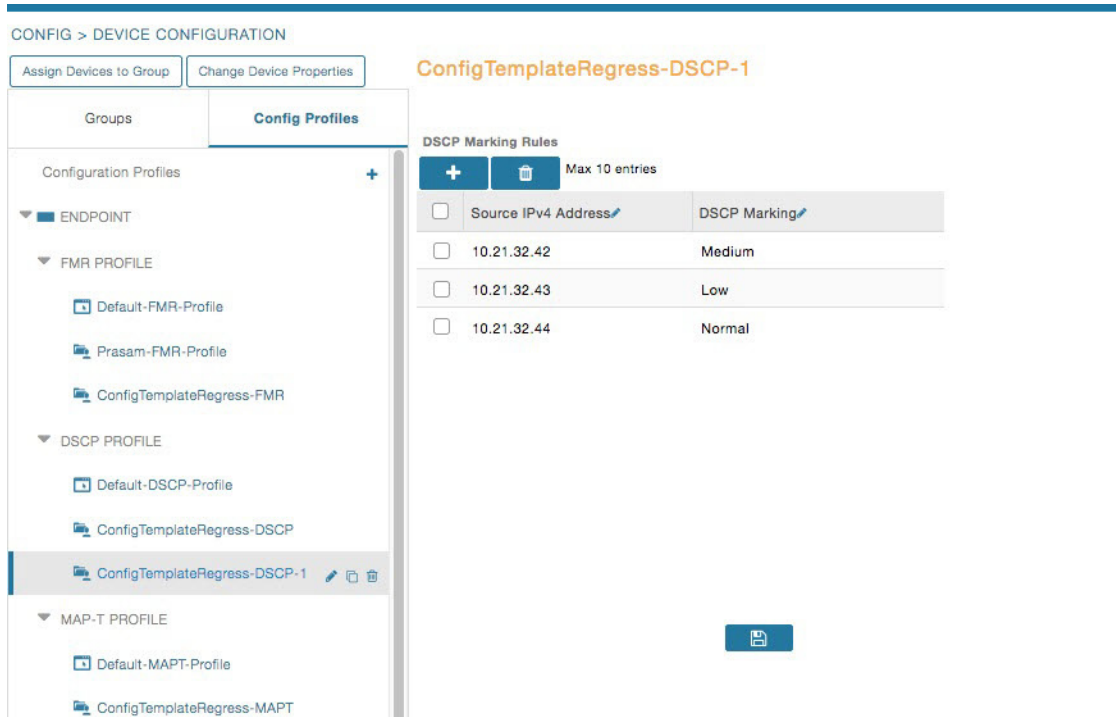 CONFIG > DEVICE CONFIGURATION
Assign Devices to Group
Change Device Properties
Groups
Config Profiles
Configuration Profiles
ENDPOINT
FMR PROFILE
Default-FMR-Profile
Prasam-FMR-Profile
ConfigTemplateRegress-FMR
DSCP PROFILE
Default-DSCP-Profile
ConfigTemplateRegress-DSCP
ConfigTemplateRegress-DSCP-1
MAP-T PROFILE
Default-MAPT-Profile
ConfigTemplateRegress-MAPT
ConfigTemplateRegress-DSCP-1
DSCP Marking Rules
Max 10 entries
Source IPv4 Address DSCP Marking
10.21.32.42 Medium
10.21.32.43 Low
10.21.32.44 Normal